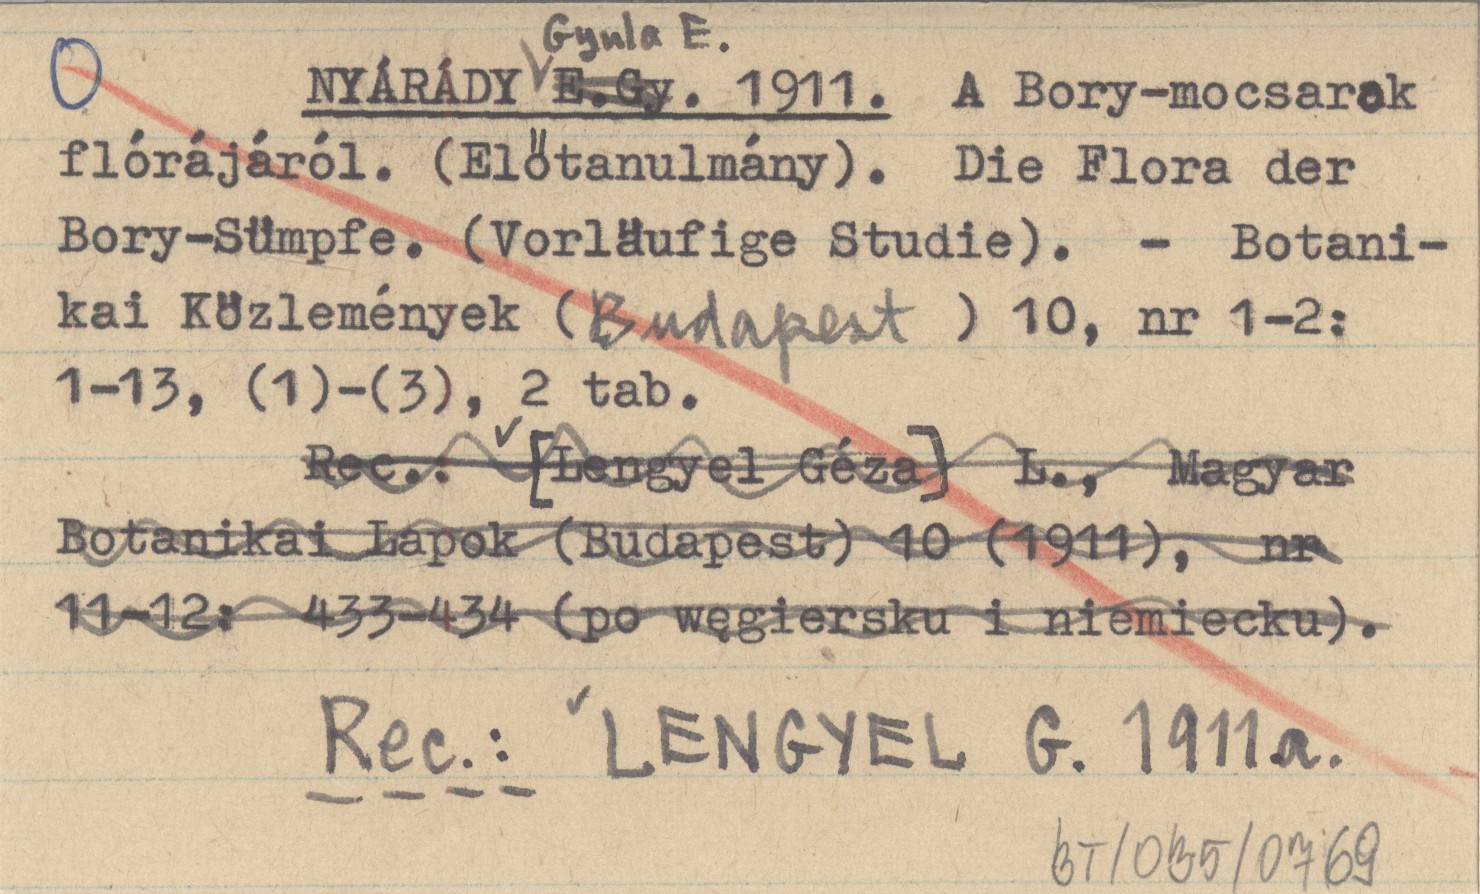 Gyula E.
NYÁRÁDY E.Gy. 1911. A Bory-mocsarak
flórájáról. (Előtanulmány). Die Flora der
Bory-Sümpfe. (Vorläufige Studie). - Botani-
kai Közlemények (Budapest) 10, nr 1-2:
1-13, (1)-(3), 2 tab.
Rec.: [Lengyel Géza] L., Magyar
Botanikai Lapok (Budapest) 10 (1911), nr
11-12: 433-434 (po węgiersku i niemiecku).
Rec.: LENGYEL G. 1911a.
BT/035/0769